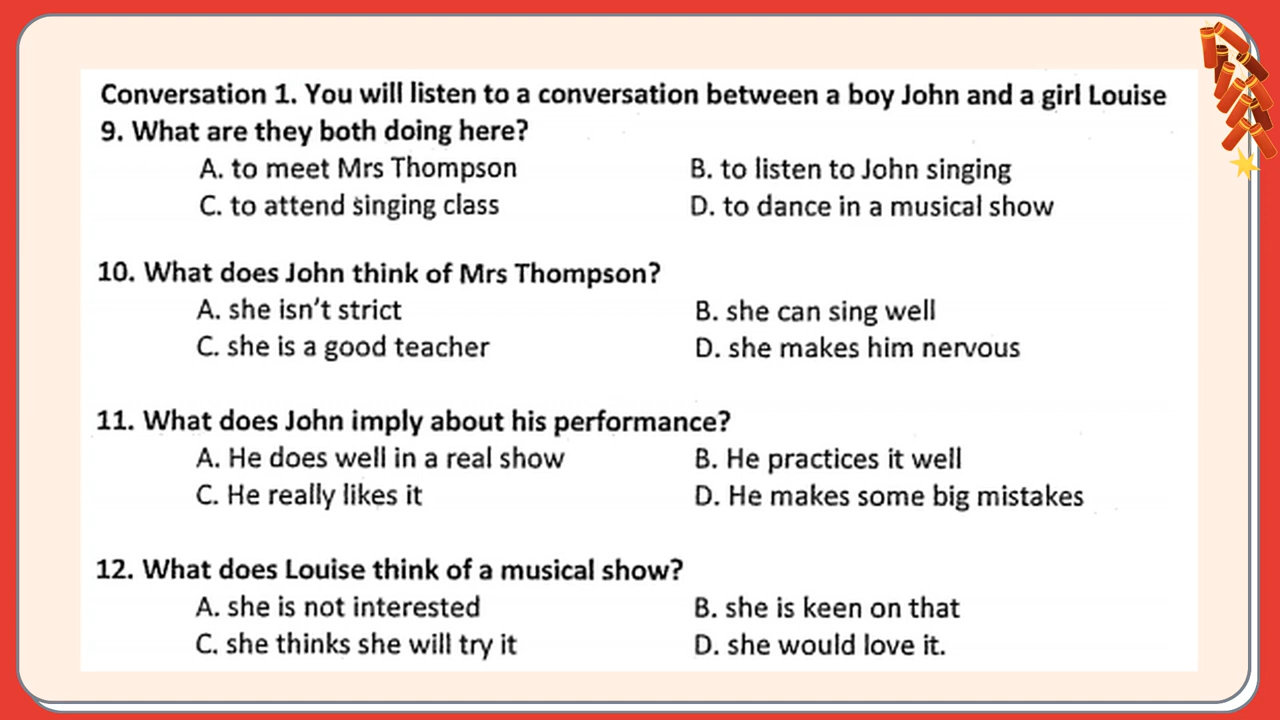 Conversation 1. You will listen to a conversation between a boy John and a girl Louise
9. What are they both doing here?
A. to meet Mrs Thompson B. to listen to John singing
C. to attend singing class D. to dance in a musical show
10. What does John think of Mrs Thompson?
A. she isn't strict B. she can sing well
C. she is a good teacher D. she makes him nervous
11. What does John imply about his performance?
A. He does well in a real show B. He practices it well
C. He really likes it D. He makes some big mistakes
12. What does Louise think of a musical show?
A. she is not interested B. she is keen on that
C. she thinks she will try it D. she would love it.